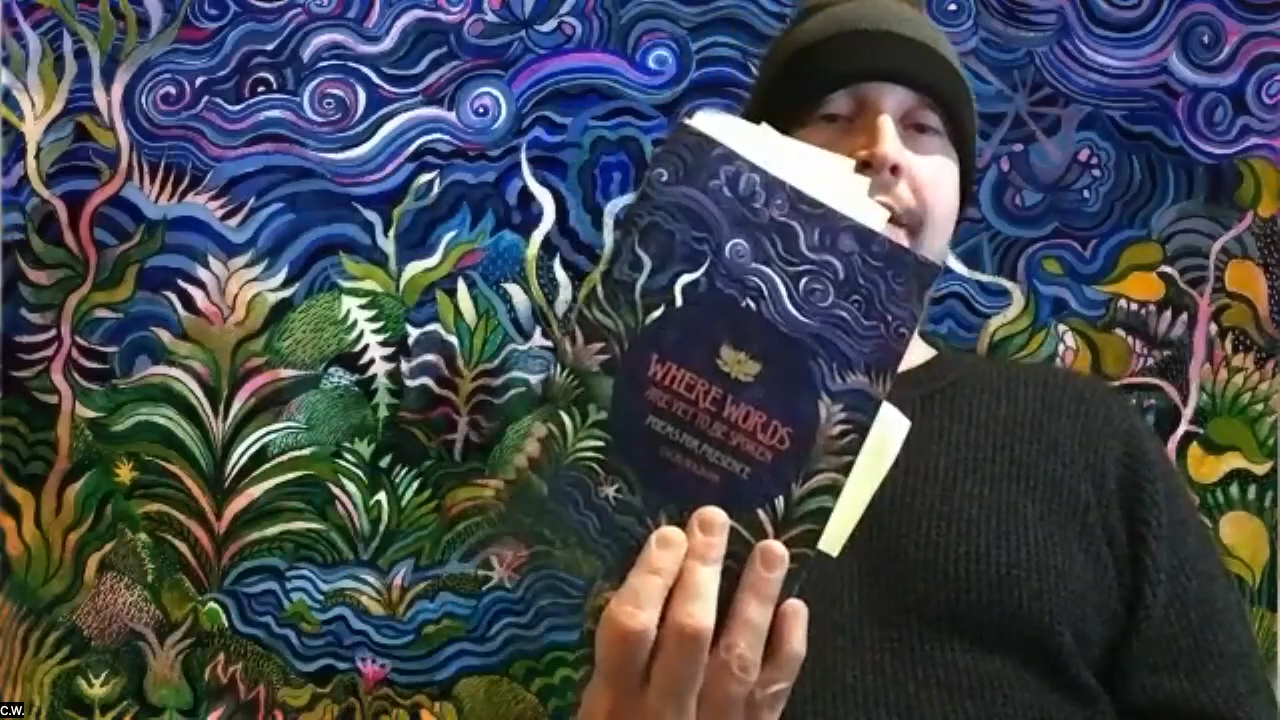 WHERE WORDS
ARE YET TO BE SPOKEN
POEMS FOR PRESENCE
C.W.